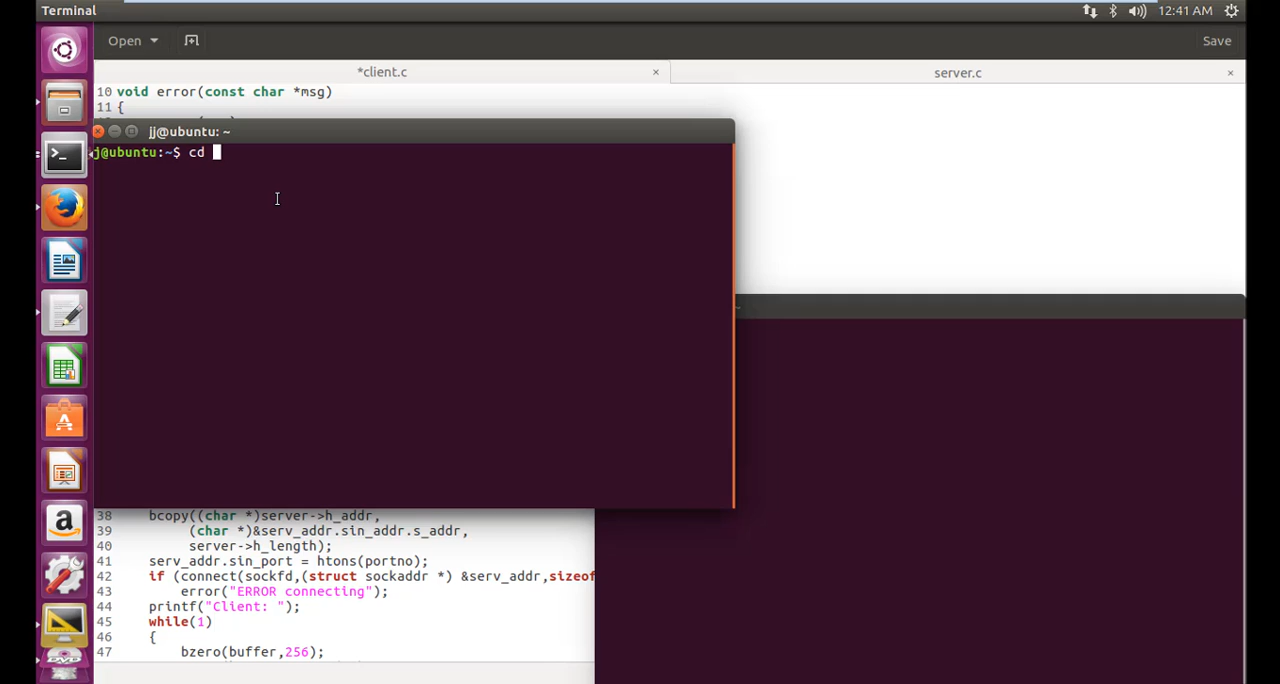 Terminal
12:41 AM
Open
Save
*client.c
server.c
10 void error(const char *msg)
11 {
jj@ubuntu: ~
j@ubuntu:~$ cd
38 bcopy((char *)server->h_addr,
39 (char *)&serv_addr.sin_addr.s_addr,
40 server->h_length);
41 serv_addr.sin_port = htons(portno);
42 if (connect(sockfd,(struct sockaddr *) &serv_addr,sizeof
43 error("ERROR connecting");
44 printf("Client: ");
45 while(1)
46 {
47 bzero(buffer,256);